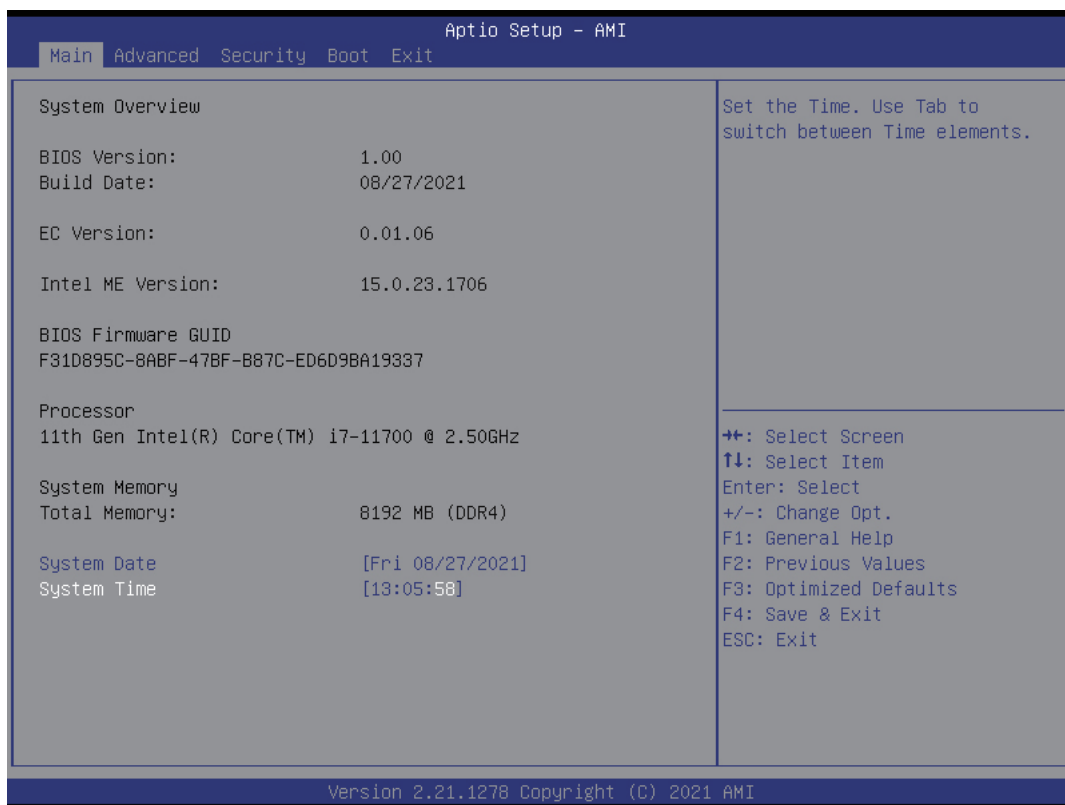 Aptio Setup – AMI
Main Advanced Security Boot Exit
System Overview
BIOS Version: 1.00
Build Date: 08/27/2021
EC Version: 0.01.06
Intel ME Version: 15.0.23.1706
BIOS Firmware GUID
F31D895C-8ABF-47BF-B87C-ED6D9BA19337
Processor
11th Gen Intel(R) Core(TM) i7-11700 @ 2.50GHz
System Memory
Total Memory: 8192 MB (DDR4)
System Date [Fri 08/27/2021]
System Time [13:05:58]
Set the Time. Use Tab to
switch between Time elements.
→←: Select Screen
↑↓: Select Item
Enter: Select
+/-: Change Opt.
F1: General Help
F2: Previous Values
F3: Optimized Defaults
F4: Save & Exit
ESC: Exit
Version 2.21.1278 Copyright (C) 2021 AMI